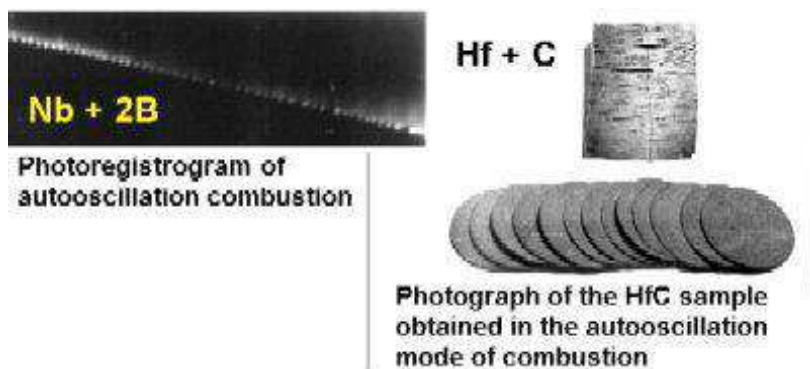 Nb + 2B
Photoregistrogram of
autooscillation combustion
Hf + C
Photograph of the HfC sample
obtained in the autooscillation
mode of combustion